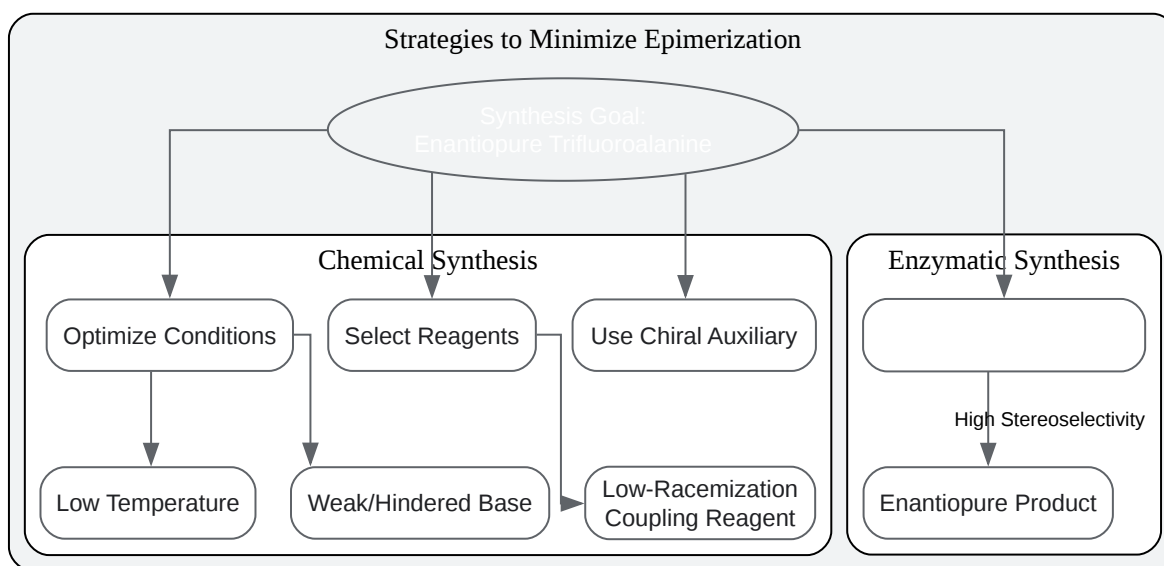 Strategies to Minimize Epimerization
Synthesis Goal:
Enantiopure Trifluoroalanine
Chemical Synthesis
Enzymatic Synthesis
Optimize Conditions
Select Reagents
Use Chiral Auxiliary
High Stereoselectivity
Low Temperature
Weak/Hindered Base
Low-Racemization
Coupling Reagent
Enantiopure Product